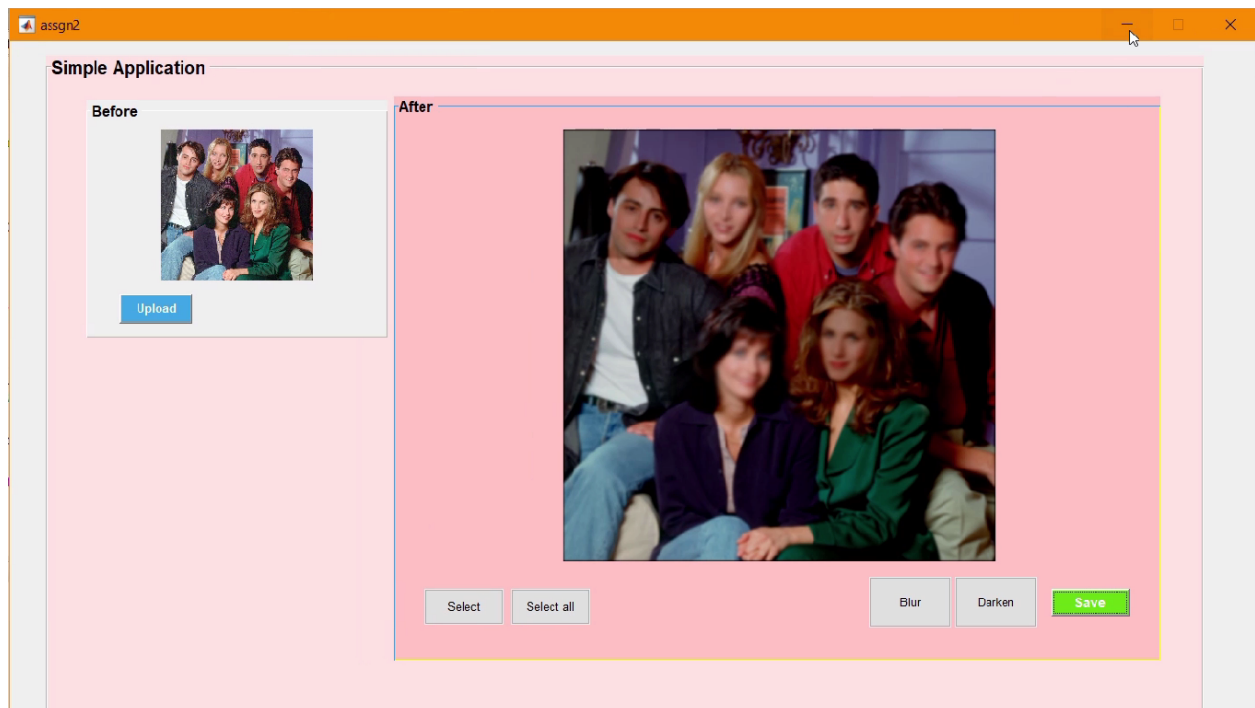 assgn2
Simple Application
Before
Upload
After
Select
Select all
Blur
Darken
Save